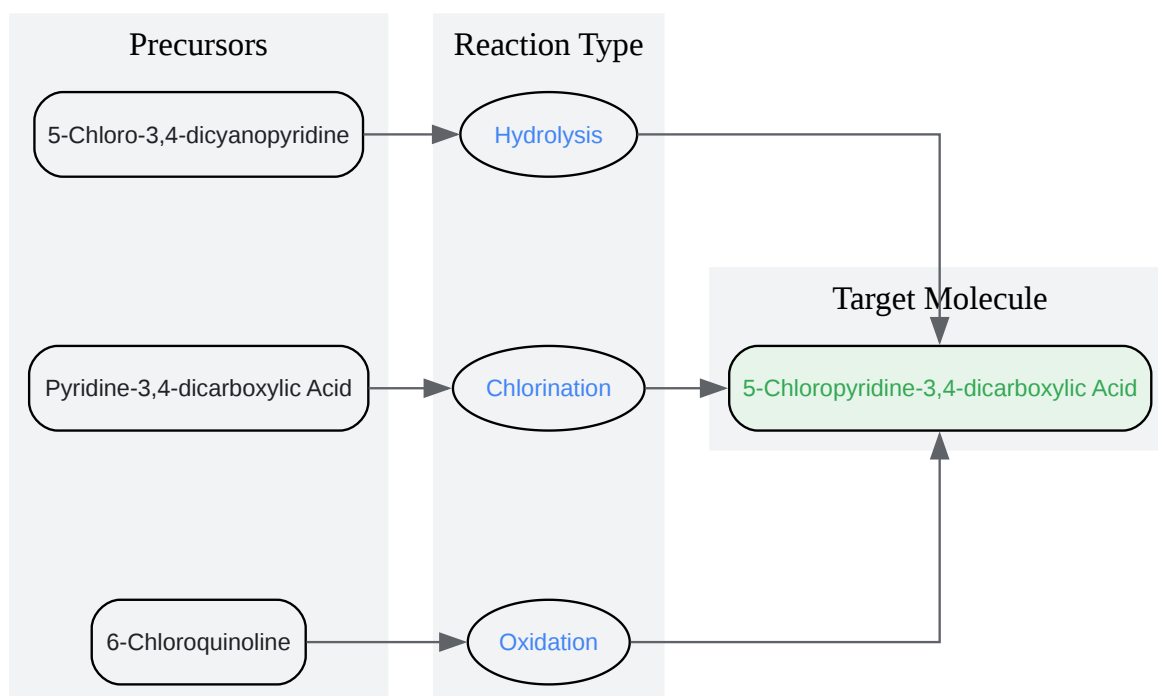 Precursors
Reaction Type
5-Chloro-3,4-dicyanopyridine
Hydrolysis
Target Molecule
Pyridine-3,4-dicarboxylic Acid
Chlorination
5-Chloropyridine-3,4-dicarboxylic Acid
6-Chloroquinoline
Oxidation